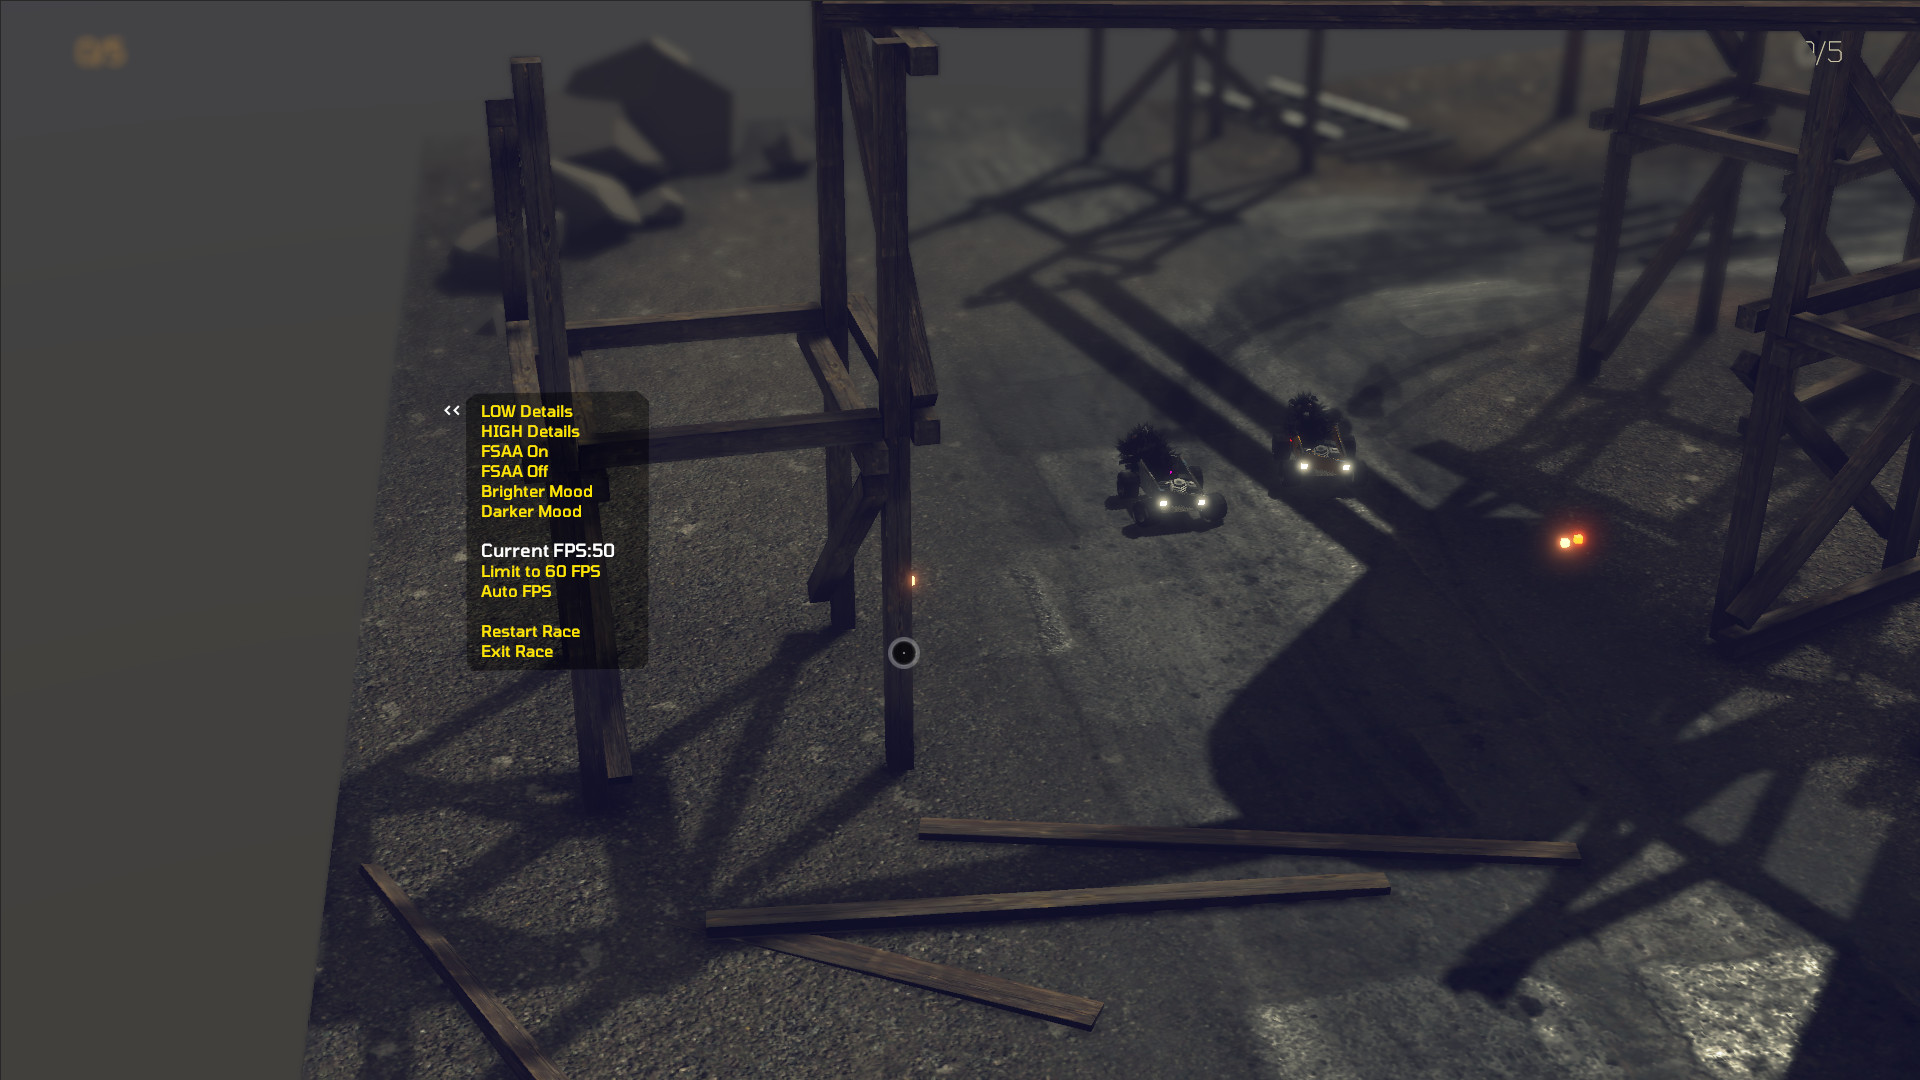 /5
<<
LOW Details
HIGH Details
FSAA On
FSAA Off
Brighter Mood
Darker Mood
Current FPS:50
Limit to 60 FPS
Auto FPS
Restart Race
Exit Race